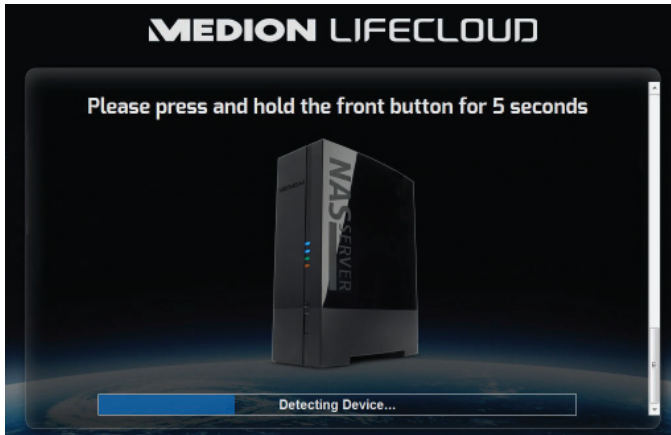 MEDION LIFECLOUD
Please press and hold the front button for 5 seconds
NAS SERVER
Detecting Device...